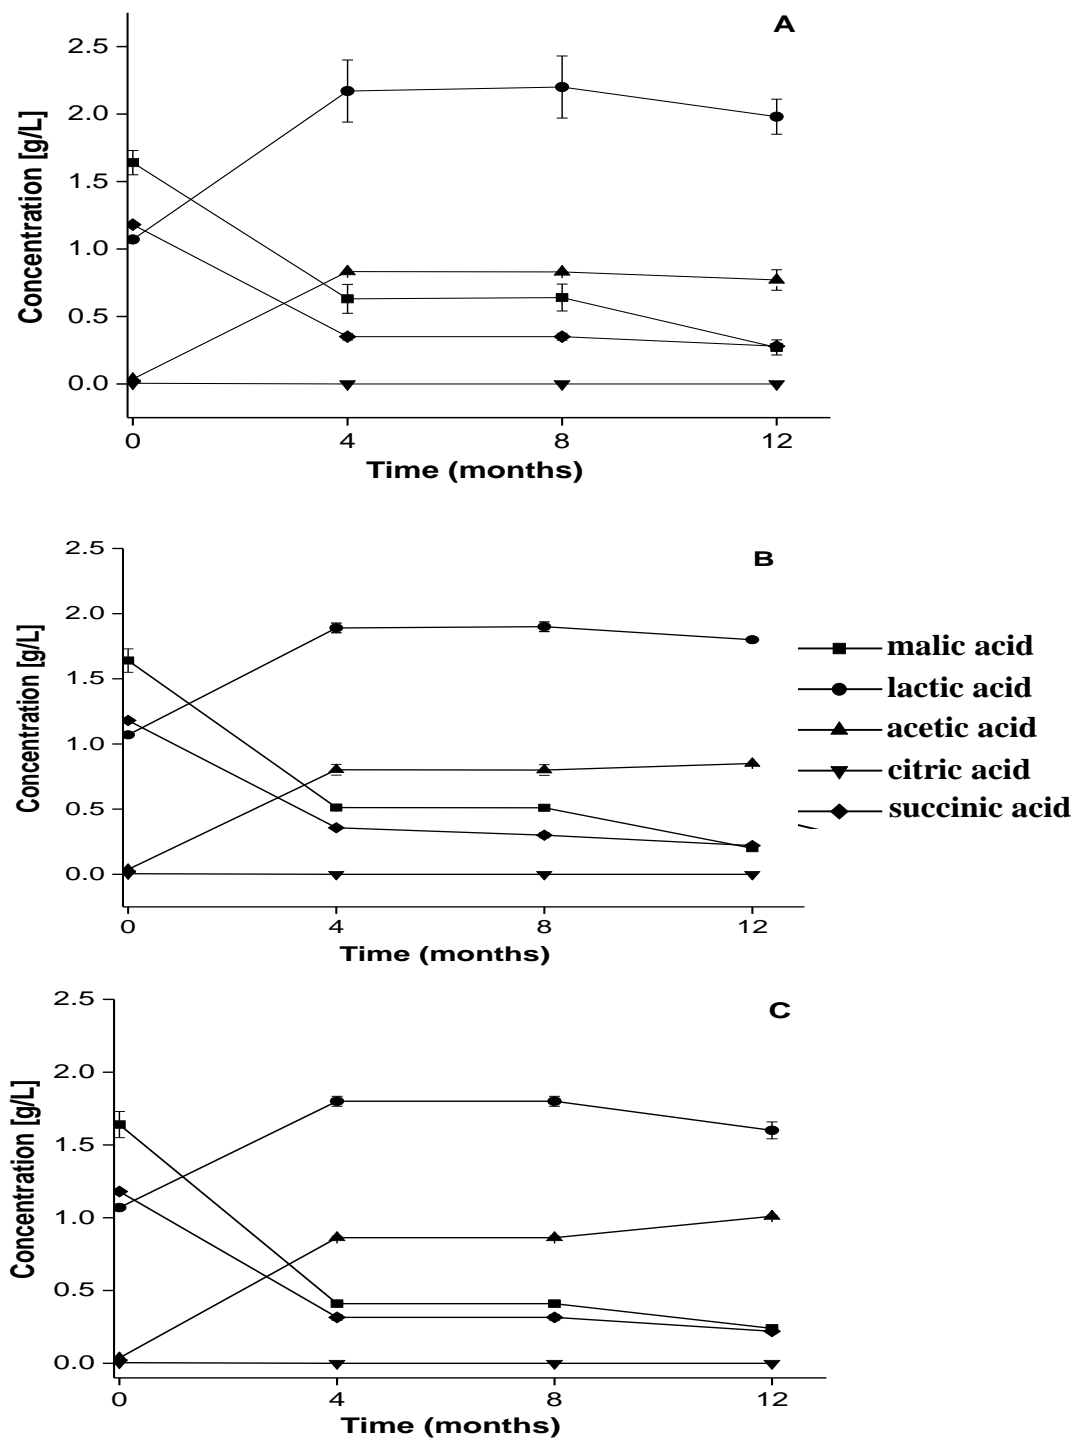 A
2.5
2.0
1.5
1.0
0.5
0.0
Concentration [g/L]
0 4 8 12
Time (months)
B
2.5
2.0
1.5
1.0
0.5
0.0
Concentration [g/L]
0 4 8 12
Time (months)
malic acid
lactic acid
acetic acid
citric acid
succinic acid
C
2.5
2.0
1.5
1.0
0.5
0.0
Concentration [g/L]
0 4 8 12
Time (months)